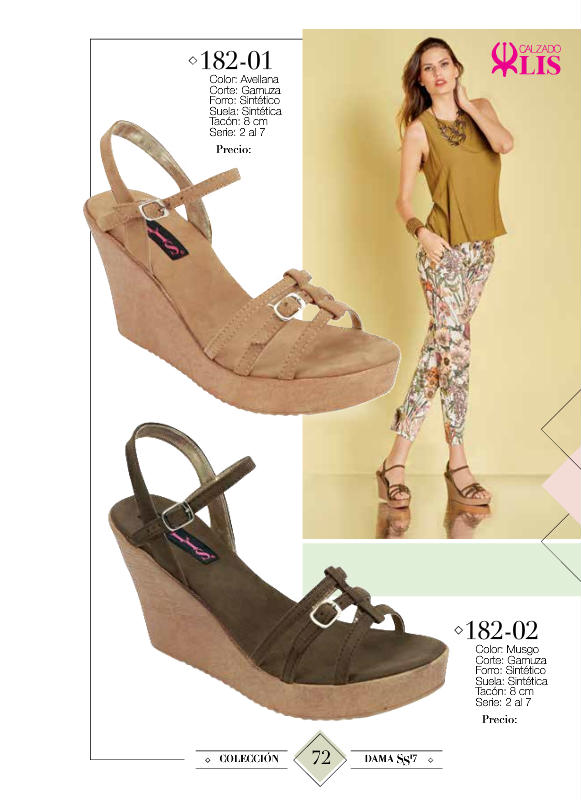 182-01
Color: Avellana
Corte: Gamuza
Forro: Sintético
Suela: Sintética
Tacón: 8 cm
Serie: 2 al 7
Precio:
CALZADO
LIS
182-02
Color: Musgo
Corte: Gamuza
Forro: Sintético
Suela: Sintética
Tacón: 8 cm
Serie: 2 al 7
Precio:
COLECCIÓN
72
DAMA SS17